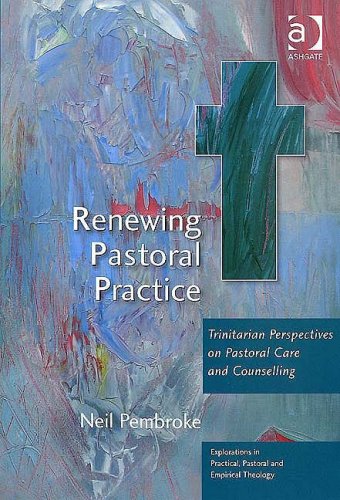 a
ASHGATE
Renewing
Pastoral
Practice
Trinitarian Perspectives
on Pastoral Care
and Counselling
Neil Pembroke
Explorations in
Practical, Pastoral and
Empirical Theology